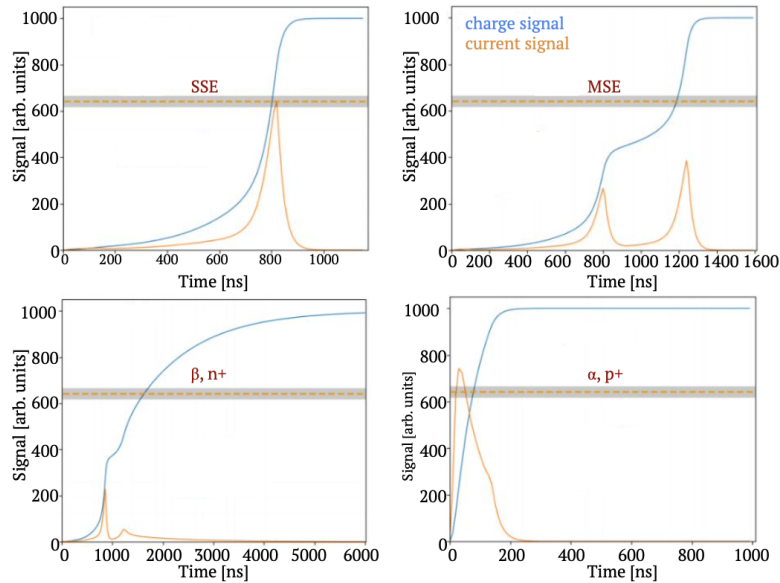 1000
800
600
400
200
0
Signal [arb. units]
SSE
0 200 400 600 800 1000
Time [ns]
1000
800
600
400
200
0
Signal [arb. units]
charge signal
current signal
MSE
0 200 400 600 800 1000 1200 1400 1600
Time [ns]
1000
800
600
400
200
0
Signal [arb. units]
β, n+
0 1000 2000 3000 4000 5000 6000
Time [ns]
1000
800
600
400
200
0
Signal [arb. units]
α, p+
0 200 400 600 800 1000
Time [ns]